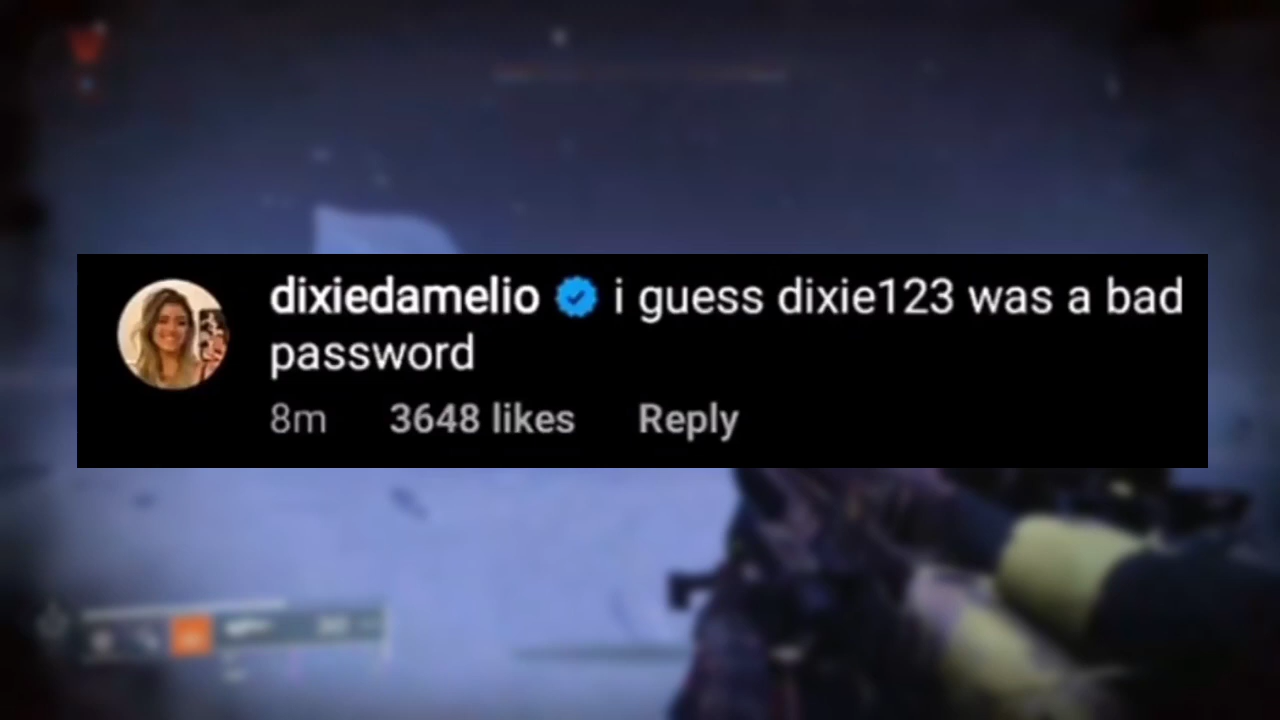 dixiedamelio i guess dixie123 was a bad
password
8m 3648 likes Reply